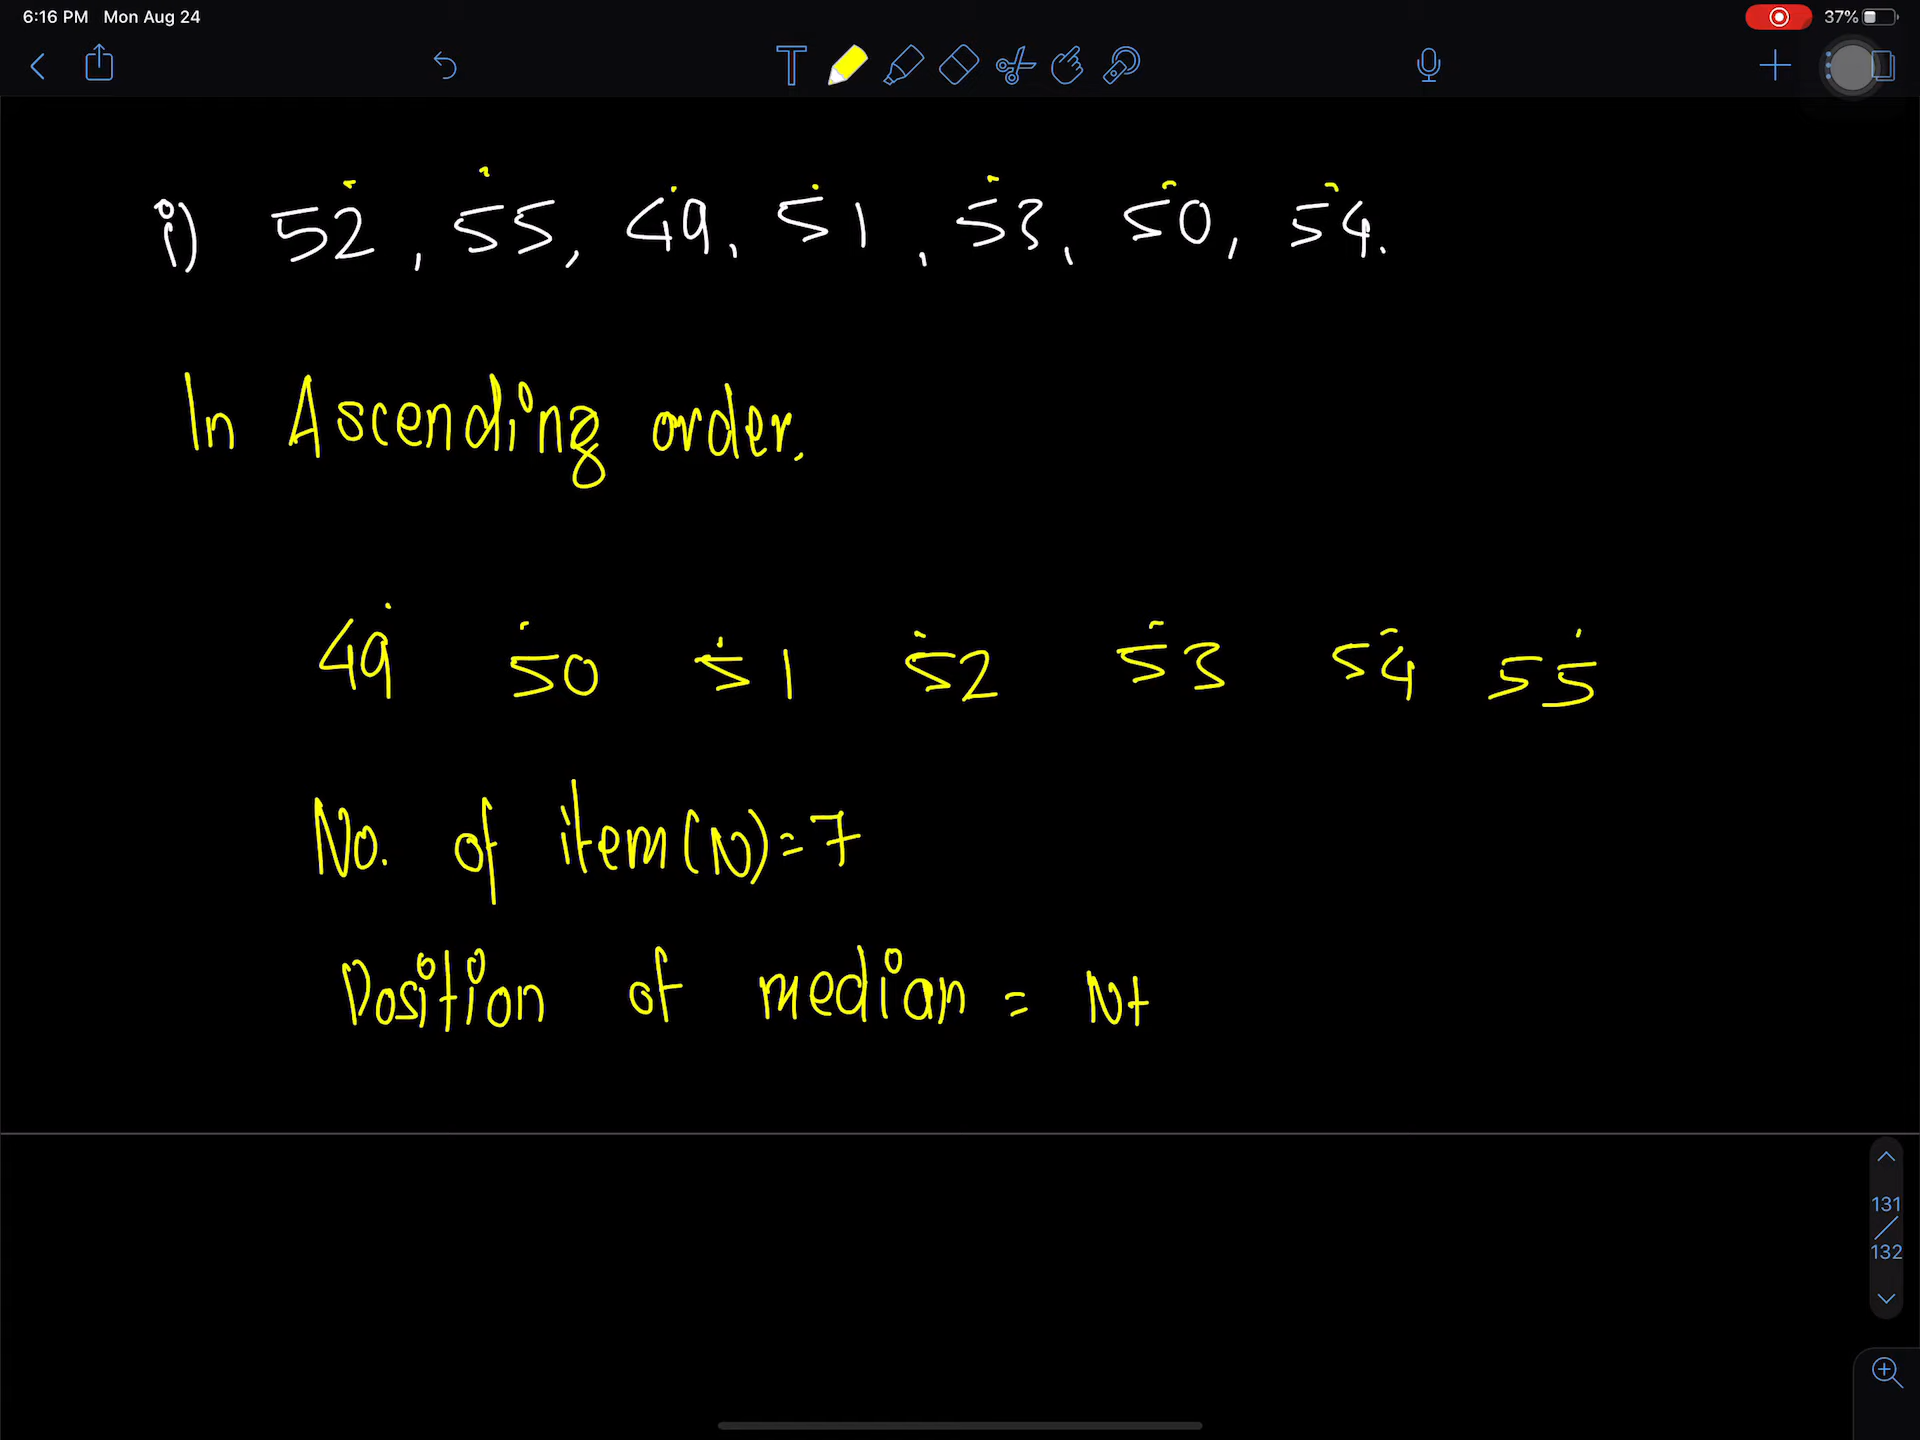 6:16 PM Mon Aug 24
37%
T
i) 52, 55, 49, 51, 53, 50, 54.
In Ascending order.
49 50 51 52 53 54 55
No. of item(N)=7
Position of median = N+
131
132